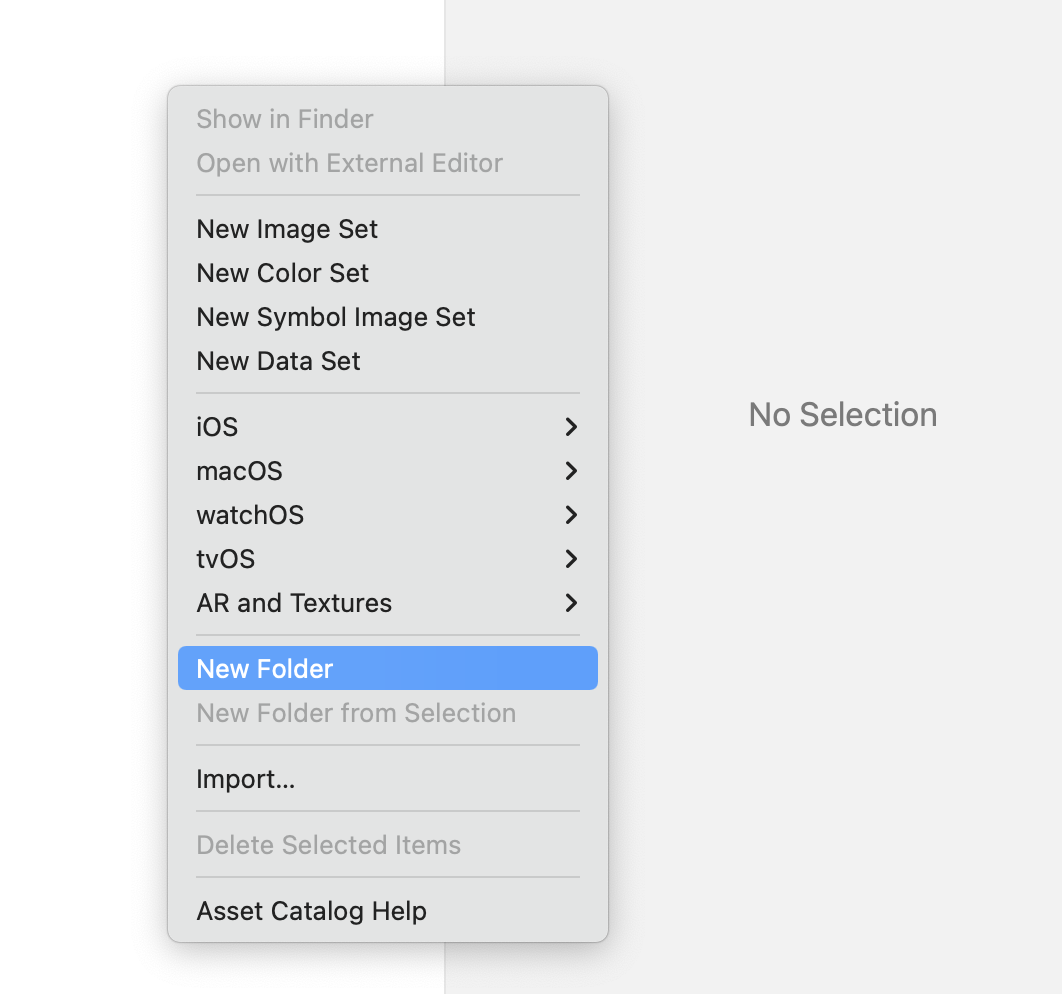 Show in Finder
Open with External Editor
New Image Set
New Color Set
New Symbol Image Set
New Data Set
iOS
macOS
watchOS
tvOS
AR and Textures
New Folder
New Folder from Selection
Import...
Delete Selected Items
Asset Catalog Help
No Selection